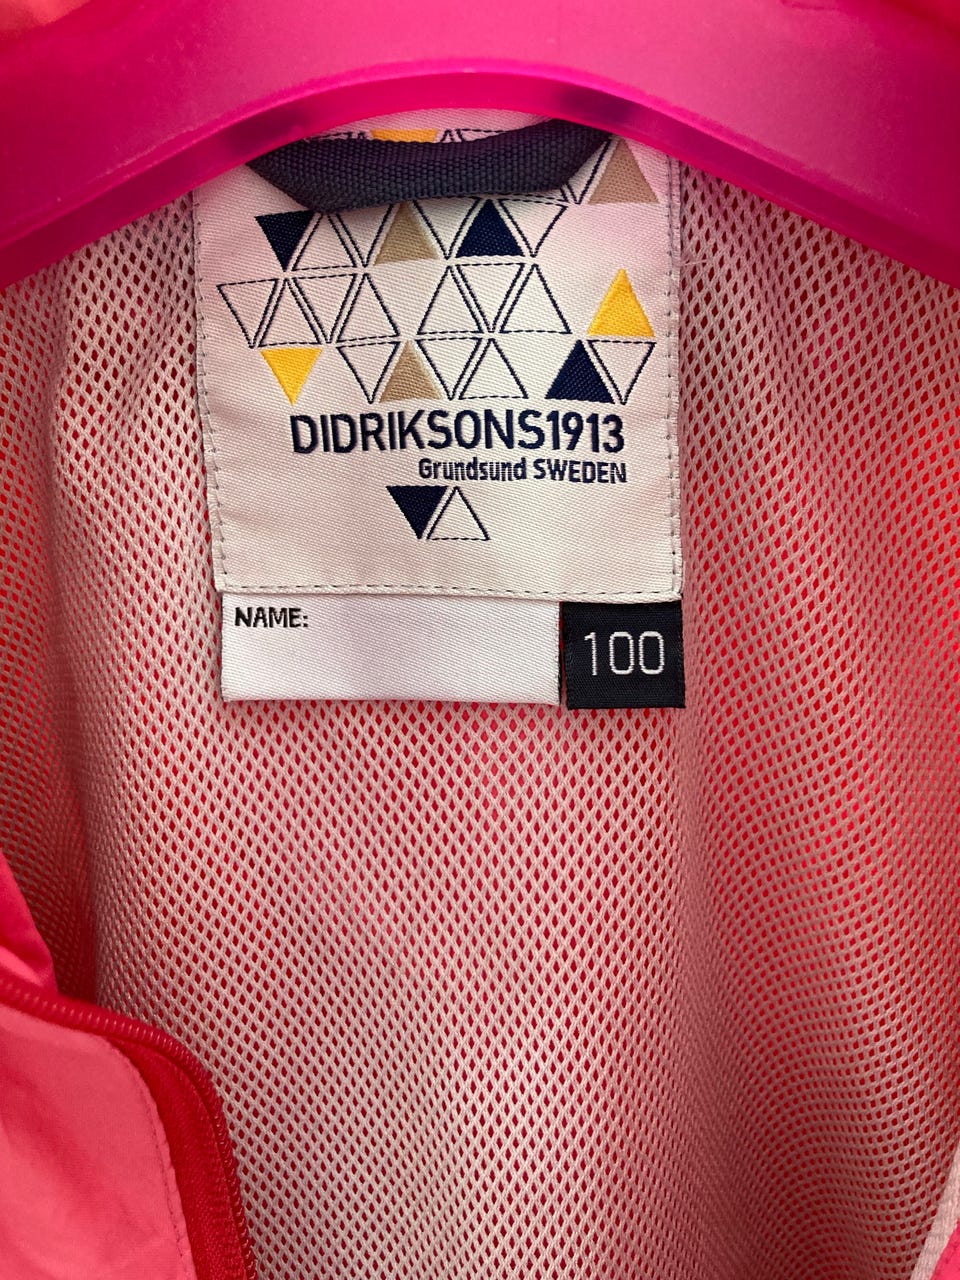 DIDRIKSONS1913
Grundsund SWEDEN
NAME:
100